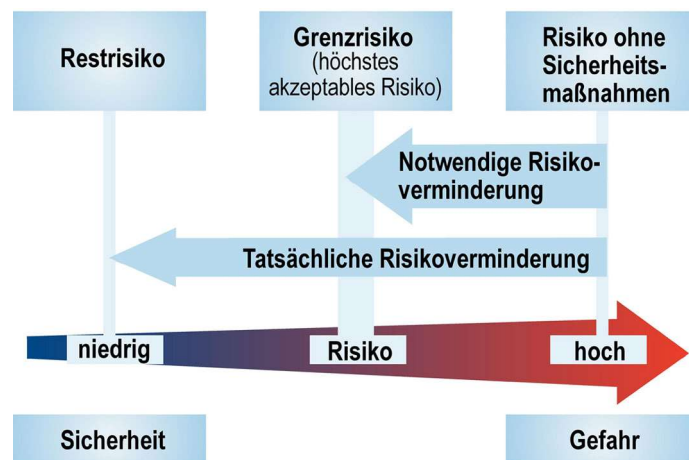 Restrisiko
Grenzrisiko
(höchstes
akzeptables Risiko)
Risiko ohne
Sicherheits-
maßnahmen
Notwendige Risiko-
verminderung
Tatsächliche Risikoverminderung
niedrig
Risiko
hoch
Sicherheit
Gefahr